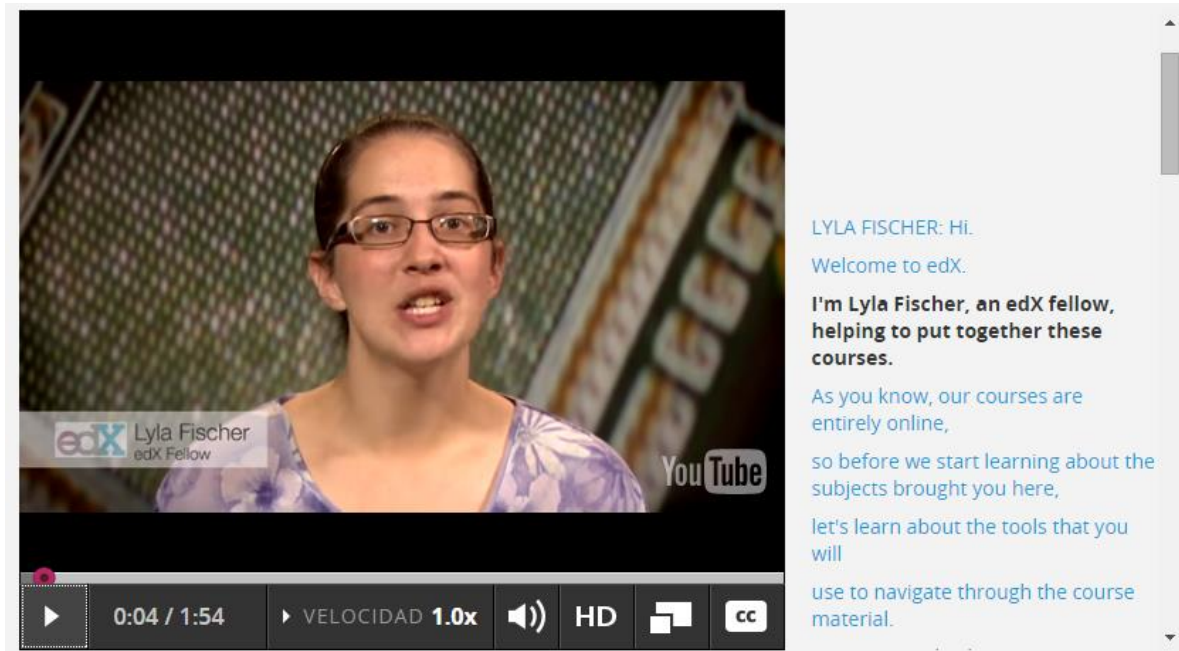 edX Lyla Fischer
edX Fellow
You Tube
0:04 / 1:54 VELOCIDAD 1.0x HD cc
LYLA FISCHER: Hi.
Welcome to edX.
I'm Lyla Fischer, an edX fellow,
helping to put together these
courses.
As you know, our courses are
entirely online,
so before we start learning about the
subjects brought you here,
let's learn about the tools that you
will
use to navigate through the course
material.